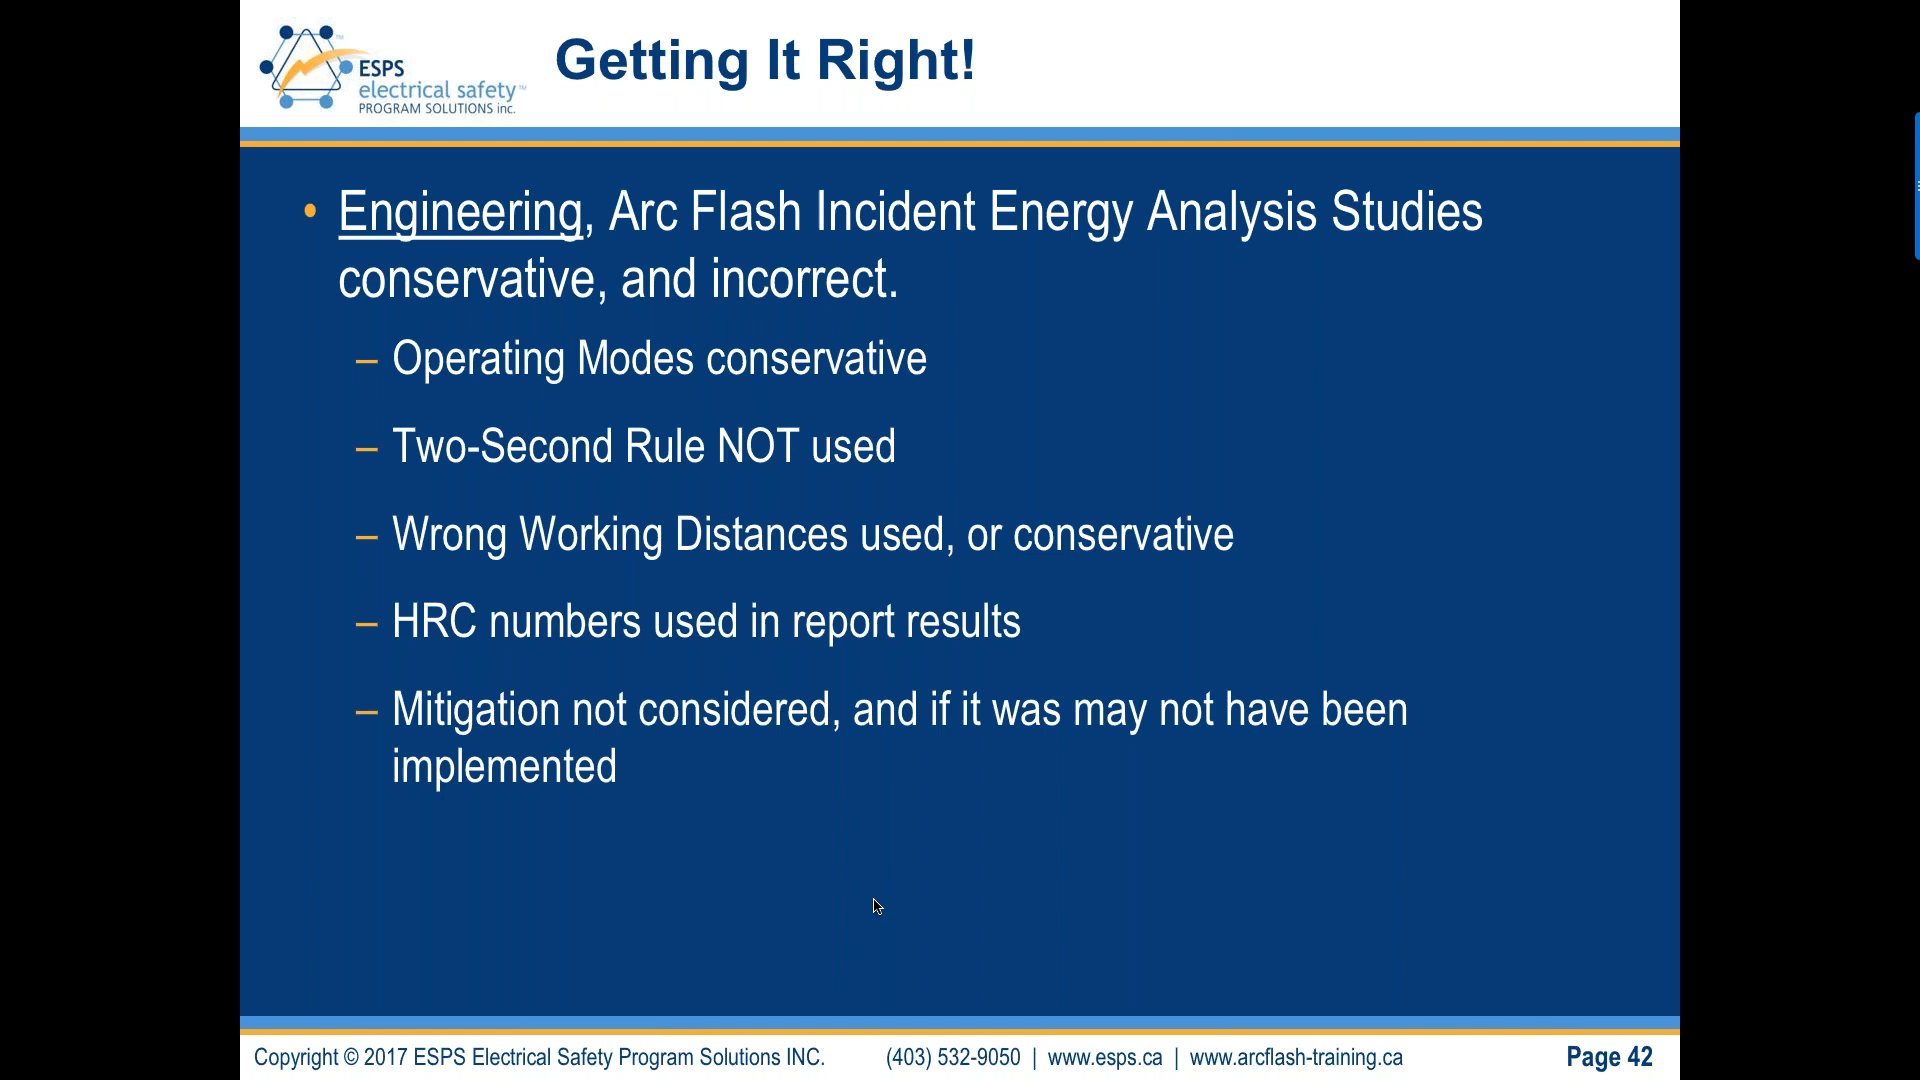 Getting It Right!
ESPS
electrical safety™
PROGRAM SOLUTIONS inc.
• Engineering, Arc Flash Incident Energy Analysis Studies
conservative, and incorrect.
– Operating Modes conservative
– Two-Second Rule NOT used
– Wrong Working Distances used, or conservative
– HRC numbers used in report results
– Mitigation not considered, and if it was may not have been
implemented
Copyright © 2017 ESPS Electrical Safety Program Solutions INC. (403) 532-9050 | www.esps.ca | www.arcflash-training.ca Page 42